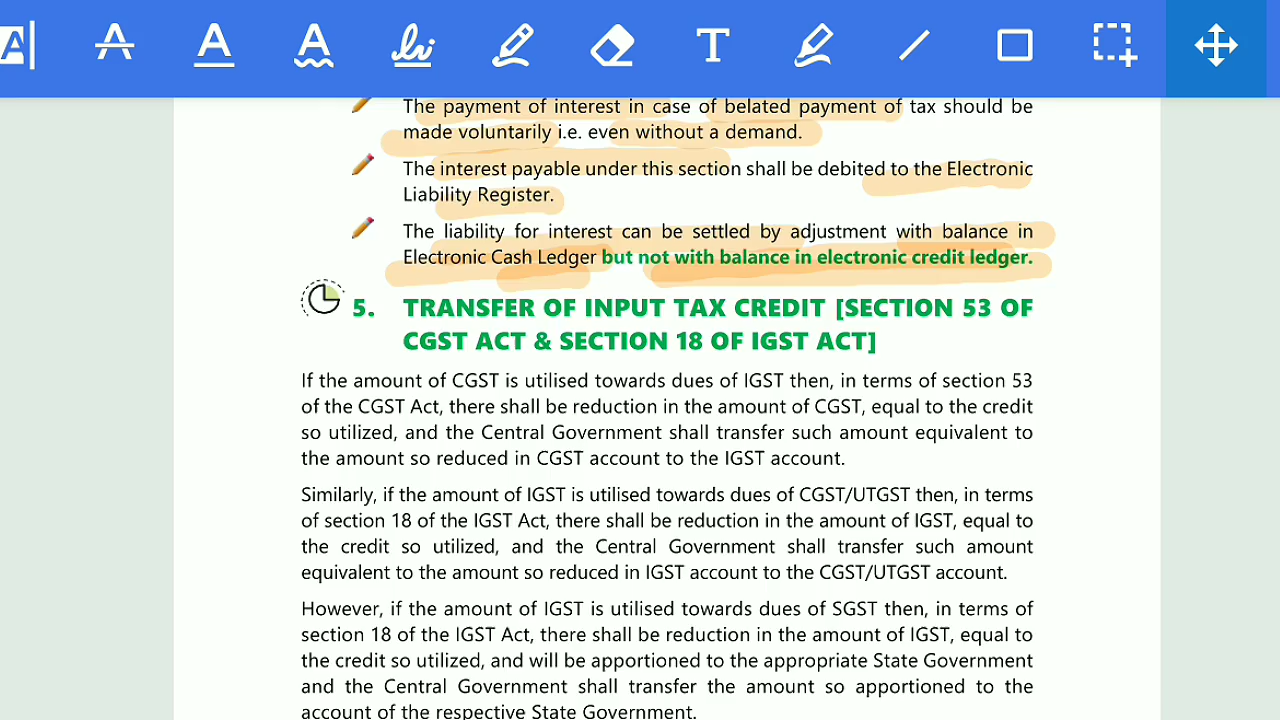 The payment of interest in case of belated payment of tax should be
made voluntarily i.e. even without a demand.
The interest payable under this section shall be debited to the Electronic
Liability Register.
The liability for interest can be settled by adjustment with balance in
Electronic Cash Ledger but not with balance in electronic credit ledger.
5. TRANSFER OF INPUT TAX CREDIT [SECTION 53 OF
CGST ACT & SECTION 18 OF IGST ACT]
If the amount of CGST is utilised towards dues of IGST then, in terms of section 53
of the CGST Act, there shall be reduction in the amount of CGST, equal to the credit
so utilized, and the Central Government shall transfer such amount equivalent to
the amount so reduced in CGST account to the IGST account.
Similarly, if the amount of IGST is utilised towards dues of CGST/UTGST then, in terms
of section 18 of the IGST Act, there shall be reduction in the amount of IGST, equal to
the credit so utilized, and the Central Government shall transfer such amount
equivalent to the amount so reduced in IGST account to the CGST/UTGST account.
However, if the amount of IGST is utilised towards dues of SGST then, in terms of
section 18 of the IGST Act, there shall be reduction in the amount of IGST, equal to
the credit so utilized, and will be apportioned to the appropriate State Government
and the Central Government shall transfer the amount so apportioned to the
account of the respective State Government.